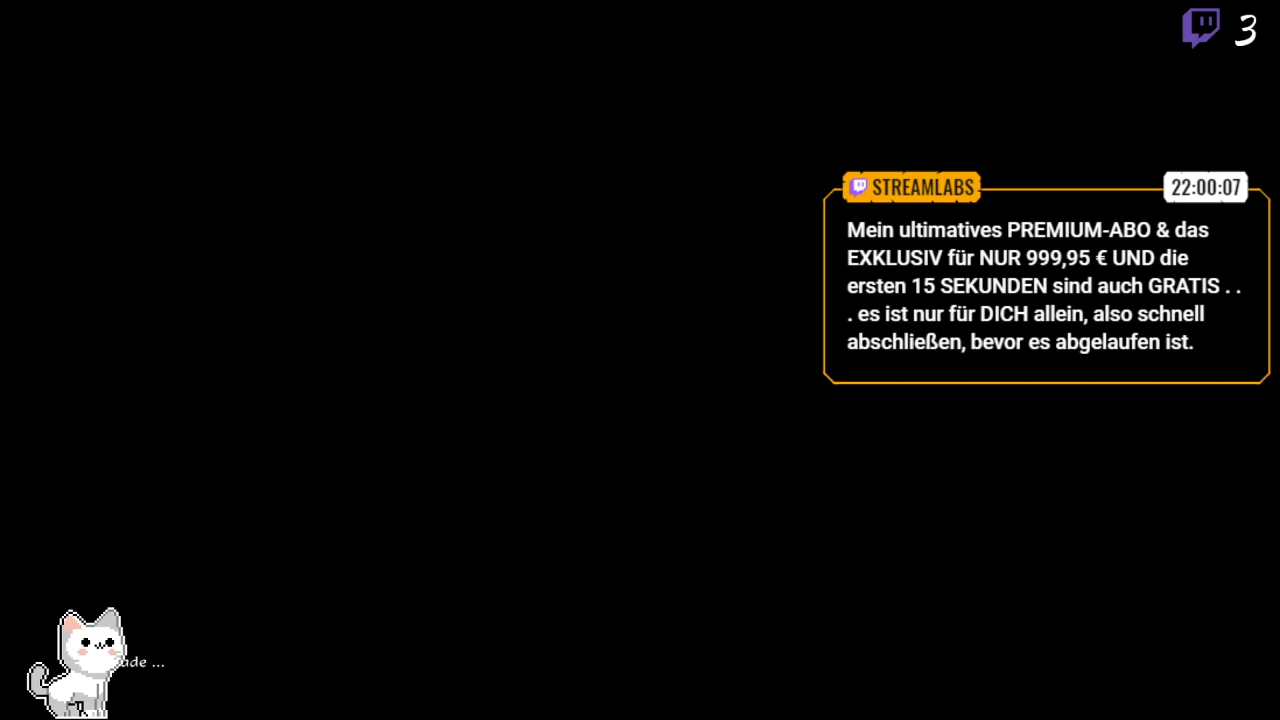 3
STREAMLABS 22:00:07
Mein ultimatives PREMIUM-ABO & das
EXKLUSIV für NUR 999,95 € UND die
ersten 15 SEKUNDEN sind auch GRATIS . .
. es ist nur für DICH allein, also schnell
abschließen, bevor es abgelaufen ist.